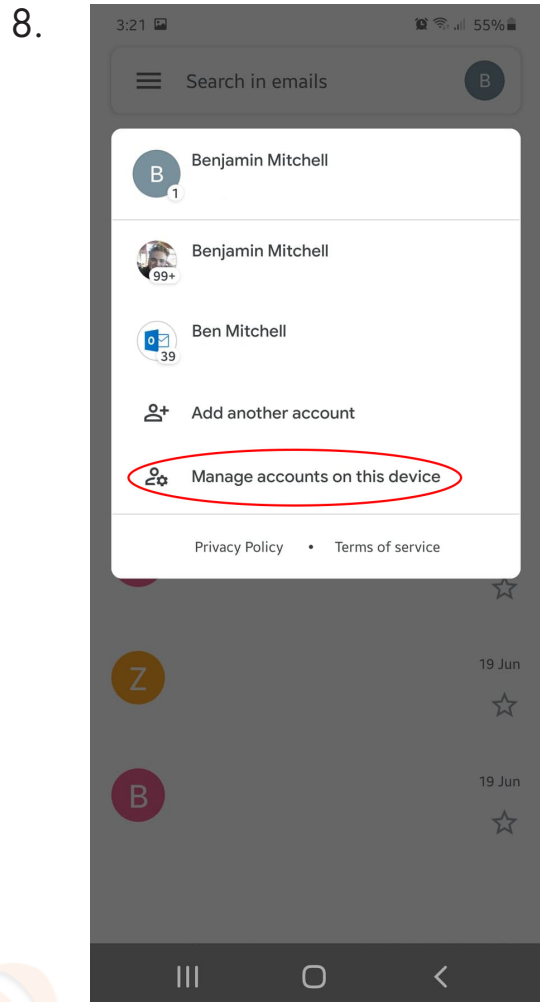 8.
3:21 55%
Search in emails B
Benjamin Mitchell
B
1
Benjamin Mitchell
99+
Ben Mitchell
O
39
Add another account
Manage accounts on this device
Privacy Policy • Terms of service
19 Jun
Z
19 Jun
B